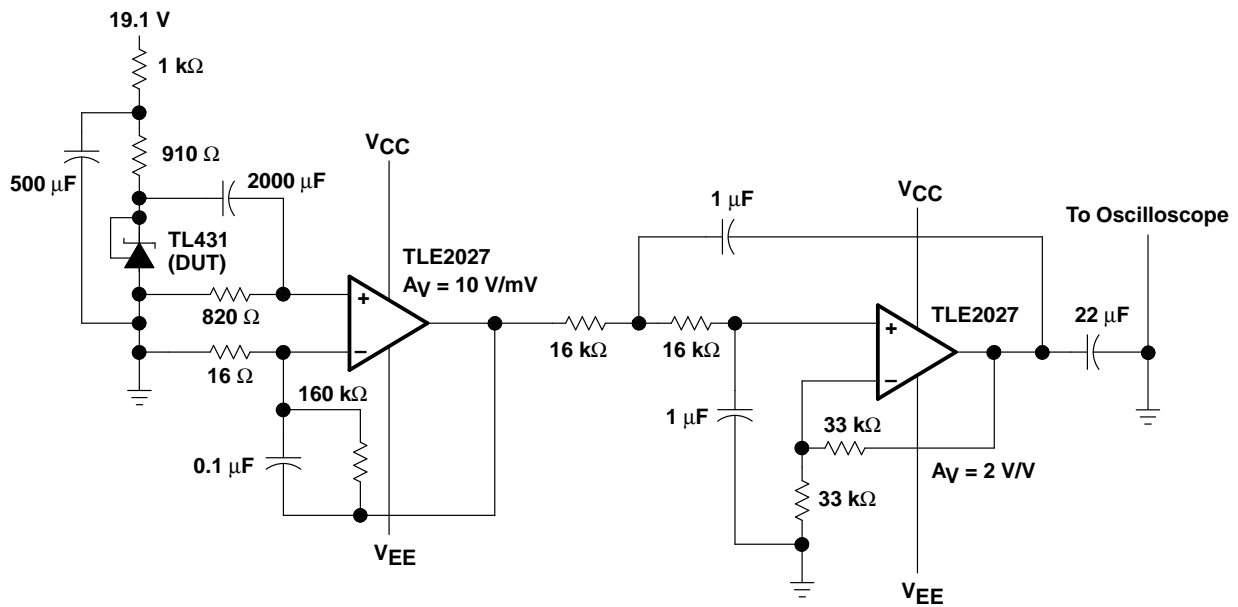 19.1 V
1 kΩ
910 Ω
500 μF
2000 μF
VCC
TL431
(DUT)
TLE2027
AV = 10 V/mV
+
−
820 Ω
16 Ω
160 kΩ
0.1 μF
VEE
16 kΩ
16 kΩ
1 μF
1 μF
VCC
To Oscilloscope
TLE2027
+
−
22 μF
33 kΩ
AV = 2 V/V
33 kΩ
VEE